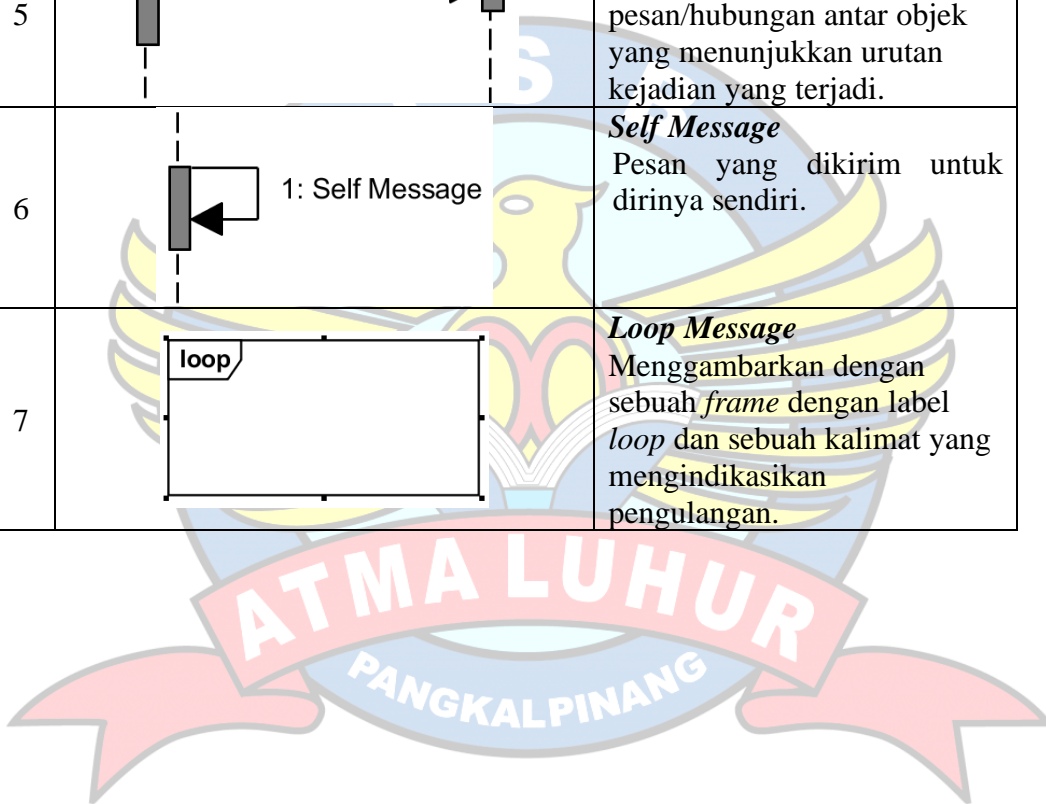 5
pesan/hubungan antar objek
yang menunjukkan urutan
kejadian yang terjadi.
6
1: Self Message
Self Message
Pesan yang dikirim untuk
dirinya sendiri.
7
loop
Loop Message
Menggambarkan dengan
sebuah frame dengan label
loop dan sebuah kalimat yang
mengindikasikan
pengulangan.
ATMA LUHUR
PANGKALPINANG